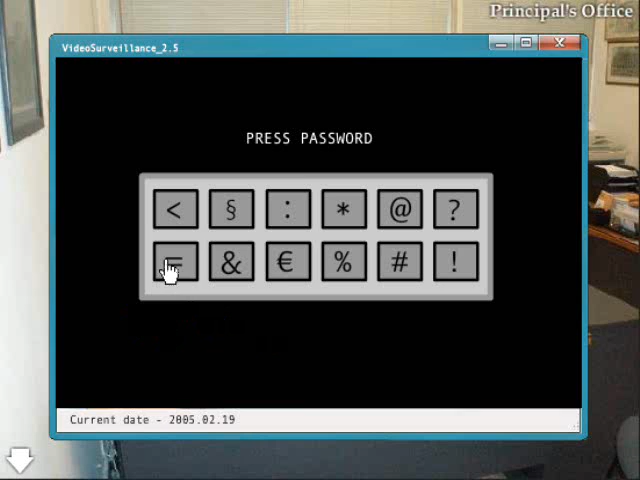 Principal's Office
VideoSurveillance_2.5
PRESS PASSWORD
< § : * @ ?
= & € % # !
Current date - 2005.02.19